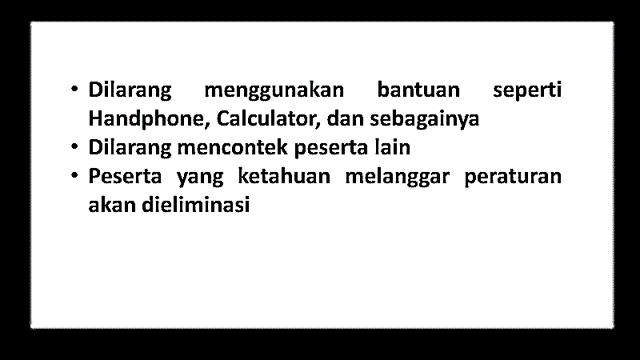 • Dilarang menggunakan bantuan seperti
Handphone, Calculator, dan sebagainya
• Dilarang mencontek peserta lain
• Peserta yang ketahuan melanggar peraturan
akan dieliminasi